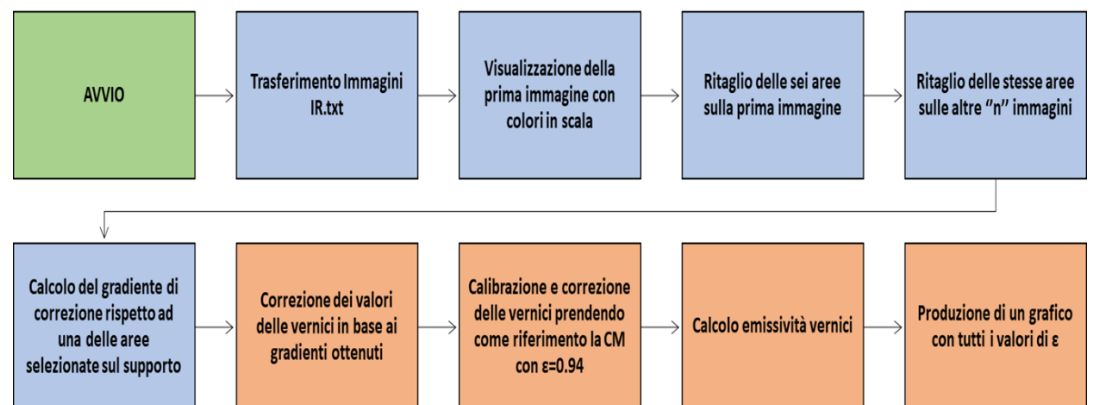 AVVIO
Trasferimento Immagini
IR.txt
Visualizzazione della
prima immagine con
colori in scala
Ritaglio delle sei aree
sulla prima immagine
Ritaglio delle stesse aree
sulle altre “n” immagini
Calcolo del gradiente di
correzione rispetto ad
una delle aree
selezionate sul supporto
Correzione dei valori
delle vernici in base ai
gradienti ottenuti
Calibrazione e correzione
delle vernici prendendo
come riferimento la CM
con ε=0.94
Calcolo emissività vernici
Produzione di un grafico
con tutti i valori di ε